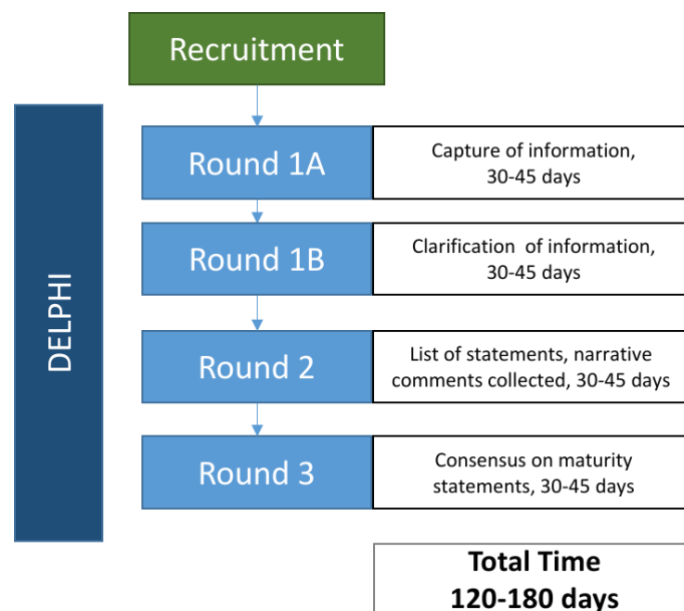 Recruitment
DELPHI
Round 1A
Capture of information,
30-45 days
Round 1B
Clarification of information,
30-45 days
Round 2
List of statements, narrative
comments collected, 30-45 days
Round 3
Consensus on maturity
statements, 30-45 days
Total Time
120-180 days